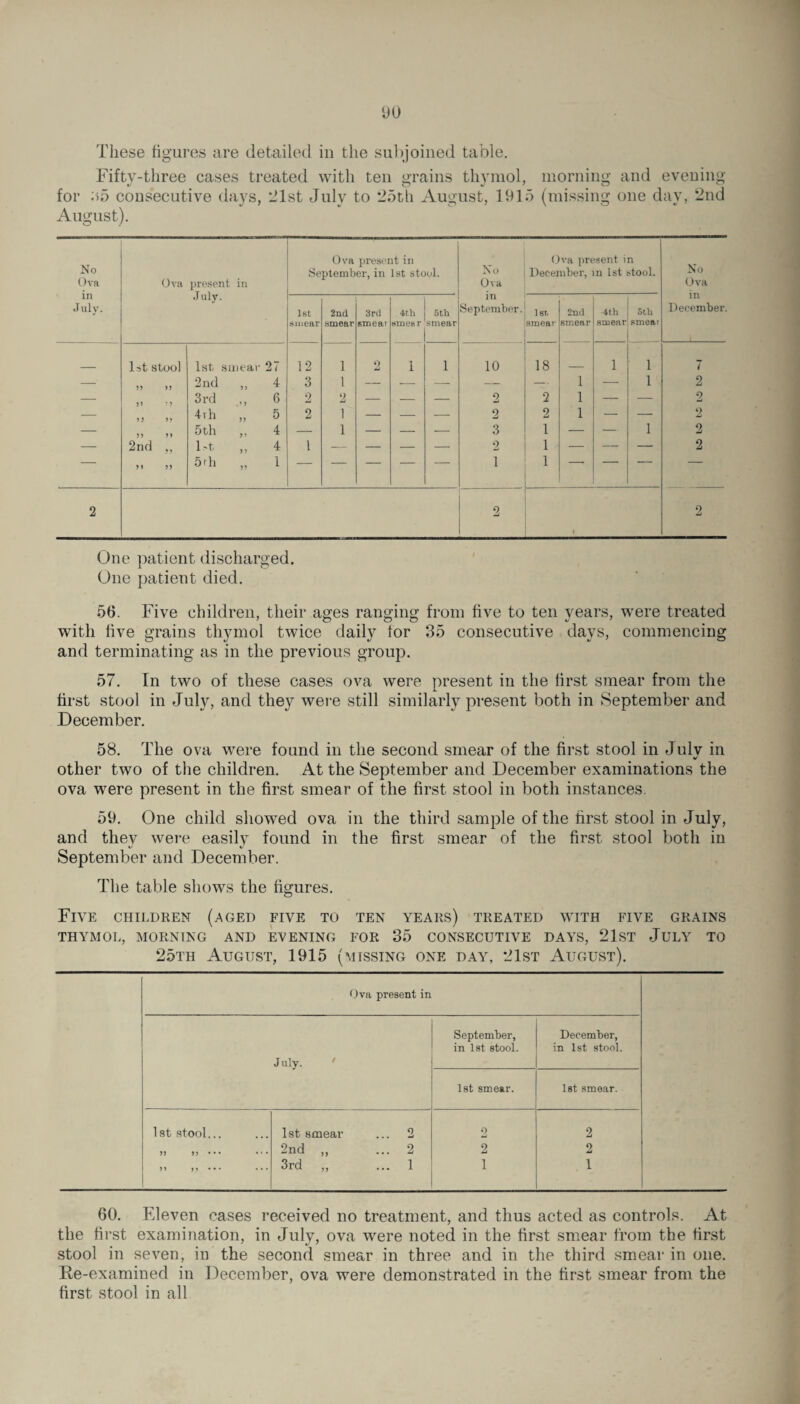 90
These figures are detailed in the subjoined table.
Fifty-three cases treated with ten grains thymol, morning and evening
for 35 consecutive days, 21st July to 25th August, 1915 (missing one day, 2nd
August).
No Ova in July. | Ova present in July. | Ova present in September, in 1st stool. | No Ova in September. | Ova present in December, in 1st stool. | No Ova in December.
1st smear | 2nd smear | 3rd smear | 4th smear | 5th smear | 1st smear | 2nd smear | 4th smear | 5th smear
— | 1st stool | 1st smear 27 | 12 | 1 | 2 | 1 | 1 | 10 | 18 | — | 1 | 1 | 7
— | „ „ | 2nd „ 4 | 3 | 1 | — | — | — | — | — | 1 | — | 1 | 2
— | „ „ | 3rd „ 6 | 2 | 2 | — | — | — | 2 | 2 | 1 | — | — | 2
— | „ „ | 4th „ 5 | 2 | 1 | — | — | — | 2 | 2 | 1 | — | — | 2
— | „ „ | 5th „ 4 | — | 1 | — | — | — | 3 | 1 | — | — | 1 | 2
— | 2nd „ | 1st „ 4 | 1 | — | — | — | — | 2 | 1 | — | — | — | 2
— | „ „ | 5th „ 1 | — | — | — | — | — | 1 | 1 | — | — | — | —
2 | 2 | 2
One patient discharged.
One patient died.
56. Five children, their ages ranging from five to ten years, were treated
with five grains thymol twice daily for 35 consecutive days, commencing
and terminating as in the previous group.
57. In two of these cases ova were present in the first smear from the
first stool in July, and they were still similarly present both in September and
December.
58. The ova were found in the second smear of the first stool in July in
other two of the children. At the September and December examinations the
ova were present in the first smear of the first stool in both instances.
59. One child showed ova in the third sample of the first stool in July,
and they were easily found in the first smear of the first stool both in
September and December.
The table shows the figures.
Five children (aged five to ten years) treated with five grains
thymol, morning and evening for 35 consecutive days, 21st July to
25th August, 1915 (missing one day, 21st August).
Ova present in
July. | September, in 1st stool. | December, in 1st stool.
1st smear. | 1st smear.
1st stool... ... | 1st smear ... 2 | 2 | 2
„ „ ... ... | 2nd „ ... 2 | 2 | 2
„ „ ... ... | 3rd „ ... 1 | 1 | 1
60. Eleven cases received no treatment, and thus acted as controls. At
the first examination, in July, ova were noted in the first smear from the first
stool in seven, in the second smear in three and in the third smear in one.
Re-examined in December, ova were demonstrated in the first smear from the
first stool in all